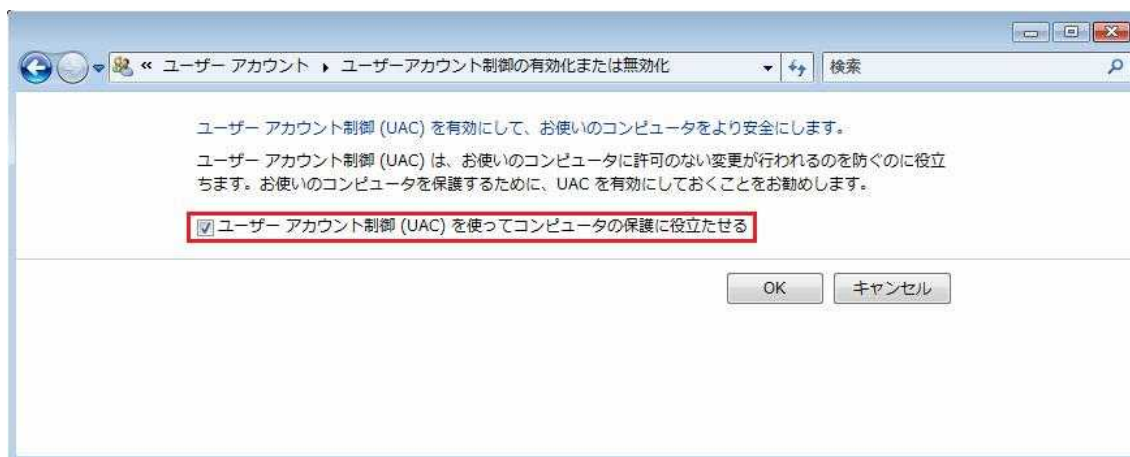 « ユーザー アカウント ▸ ユーザーアカウント制御の有効化または無効化
検索
ユーザー アカウント制御 (UAC) を有効にして、お使いのコンピュータをより安全にします。
ユーザー アカウント制御 (UAC) は、お使いのコンピュータに許可のない変更が行われるのを防ぐのに役立
ちます。お使いのコンピュータを保護するために、UAC を有効にしておくことをお勧めします。
ユーザー アカウント制御 (UAC) を使ってコンピュータの保護に役立たせる
OK
キャンセル